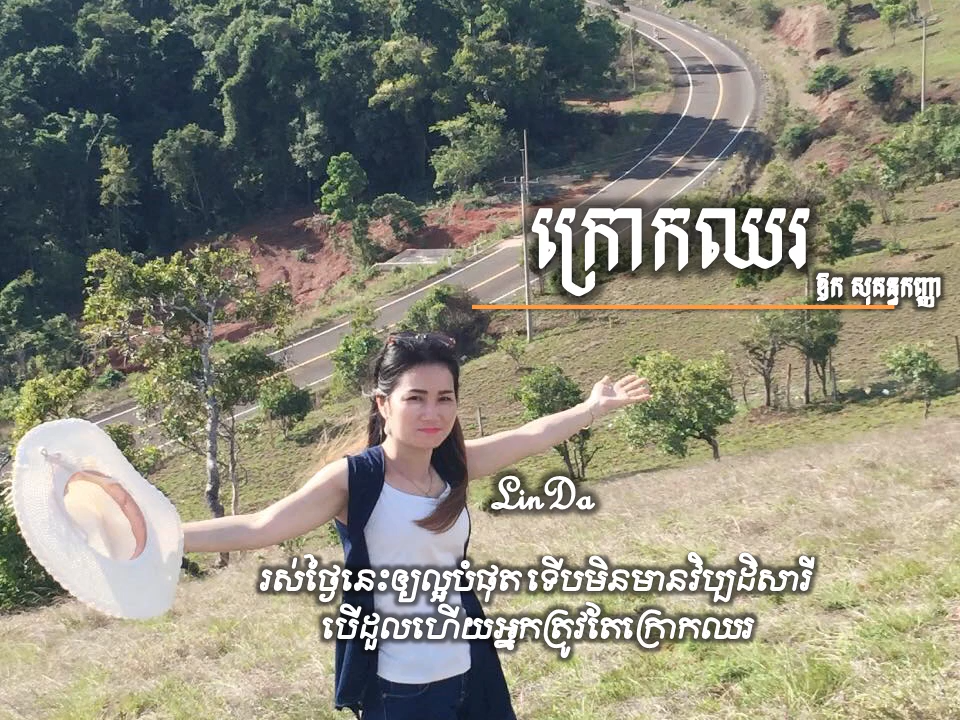 ក្រោកឈរ
ឱក សុគន្ធកញ្ញា
LinDa
រស់ថ្ងៃនេះឲ្យល្អបំផុត ទើបមិនមានវិប្បដិសារី
បើដួលហើយអ្នកត្រូវតែក្រោកឈរ